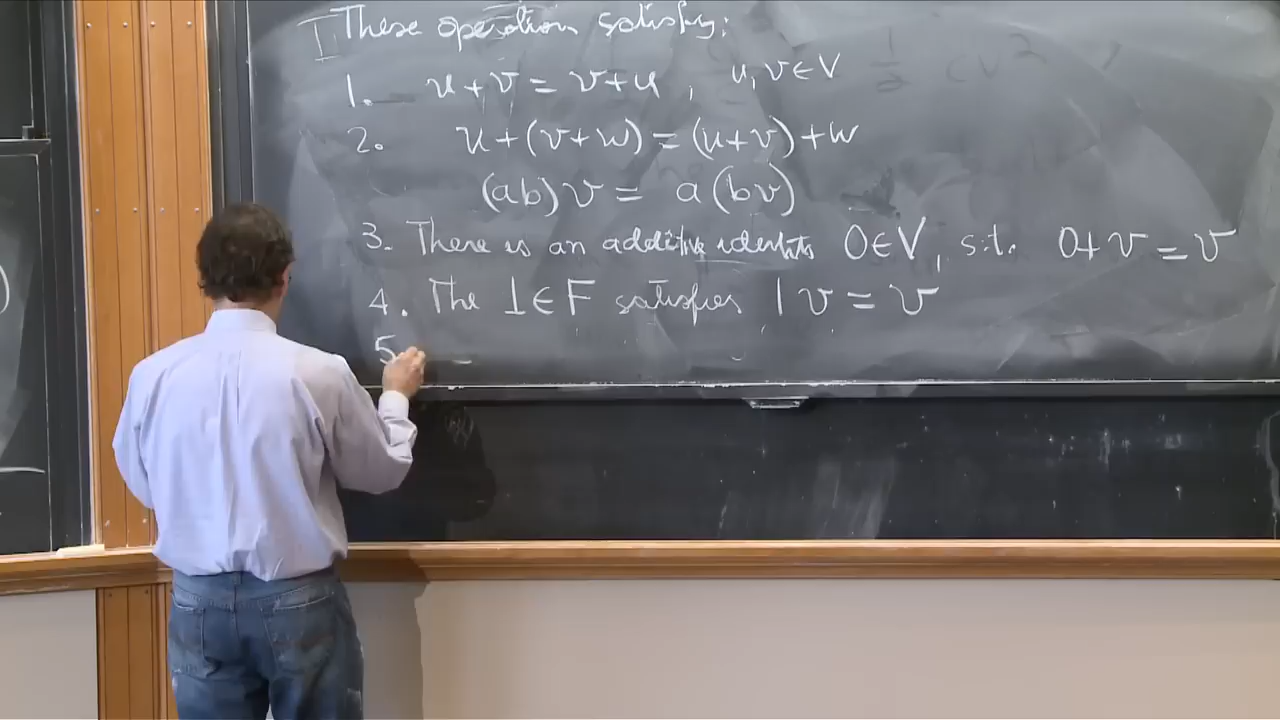 These operations satisfy:
1. u+v = v+u , u, v ∈ V
2. u+(v+w) = (u+v)+w
(ab)v = a(bv)
3. There is an additive identity 0∈V, s.t. 0+v = v
4. The 1∈F satisfies 1v = v
5.